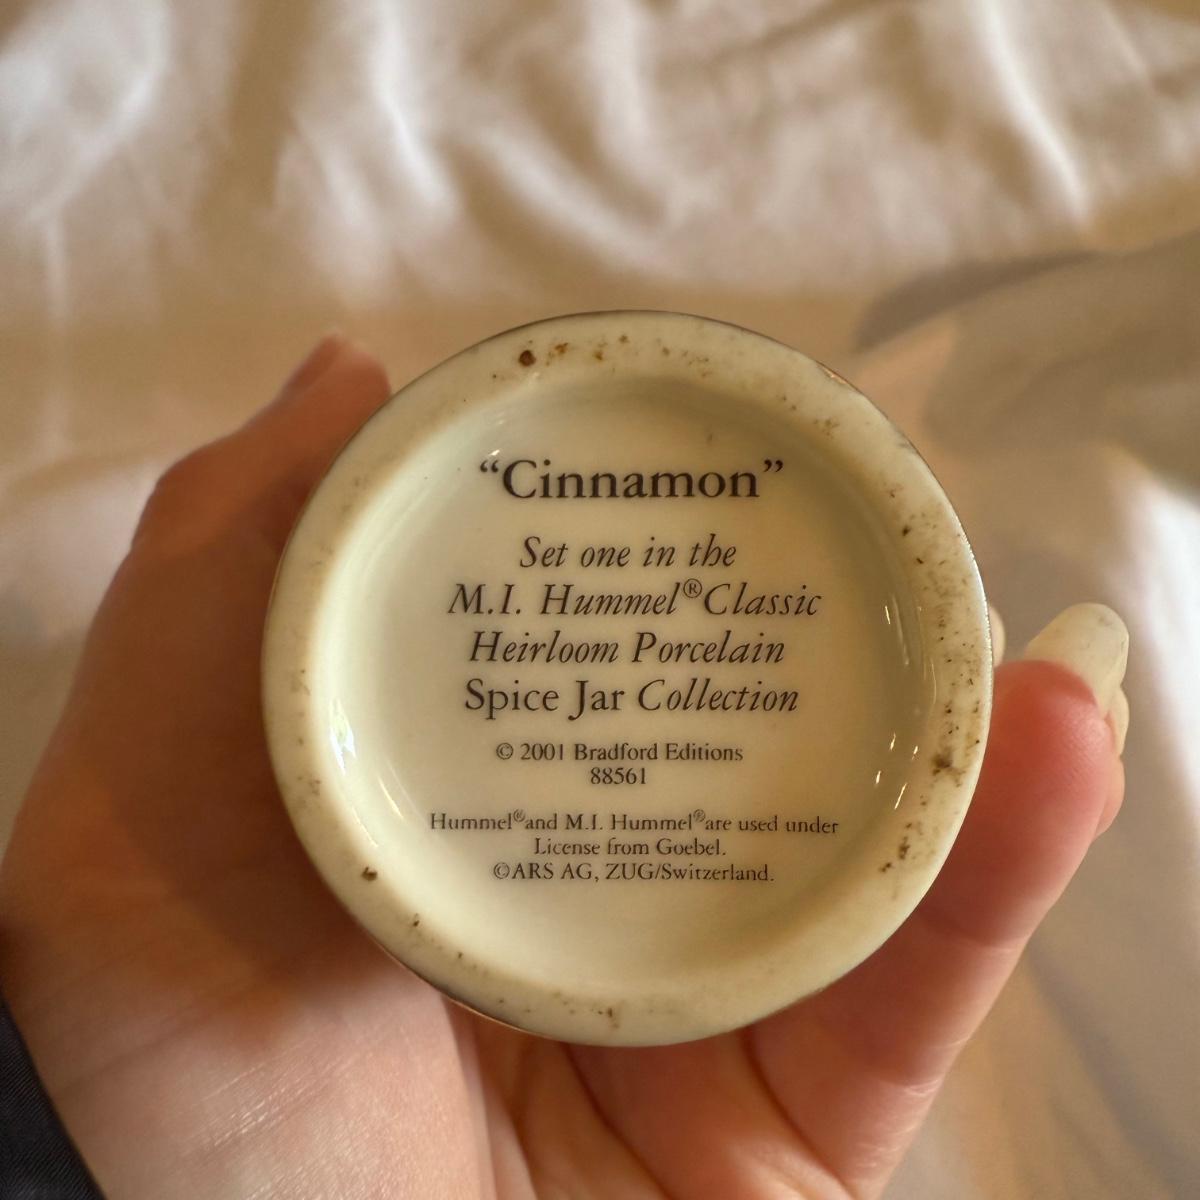 “Cinnamon”
Set one in the
M.I. Hummel® Classic
Heirloom Porcelain
Spice Jar Collection
© 2001 Bradford Editions
88561
Hummel® and M.I. Hummel® are used under
License from Goebel.
©ARS AG, ZUG/Switzerland.